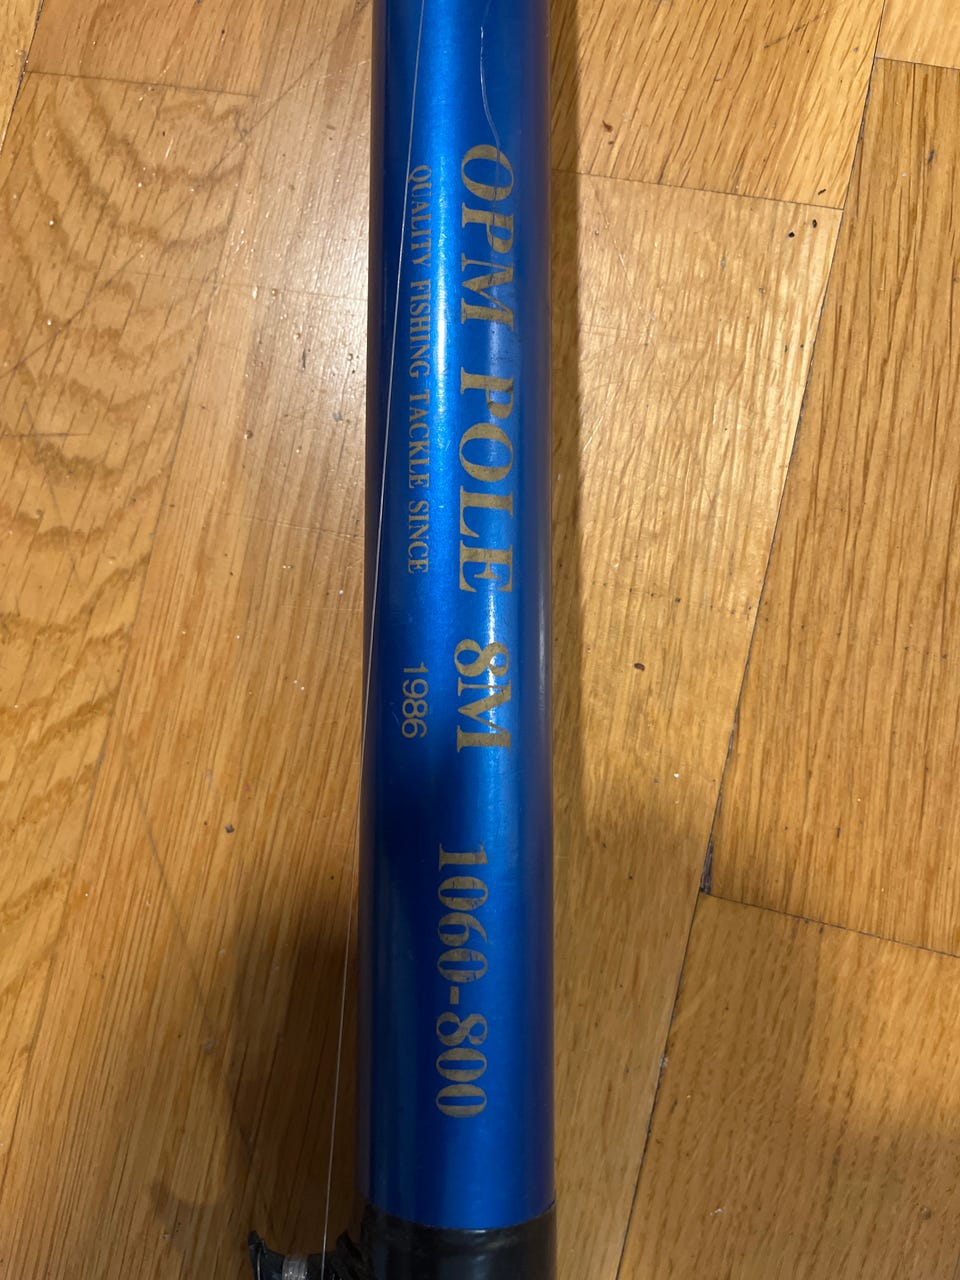 OPM POLE 8M 1060-800
QUALITY FISHING TACKLE SINCE 1986